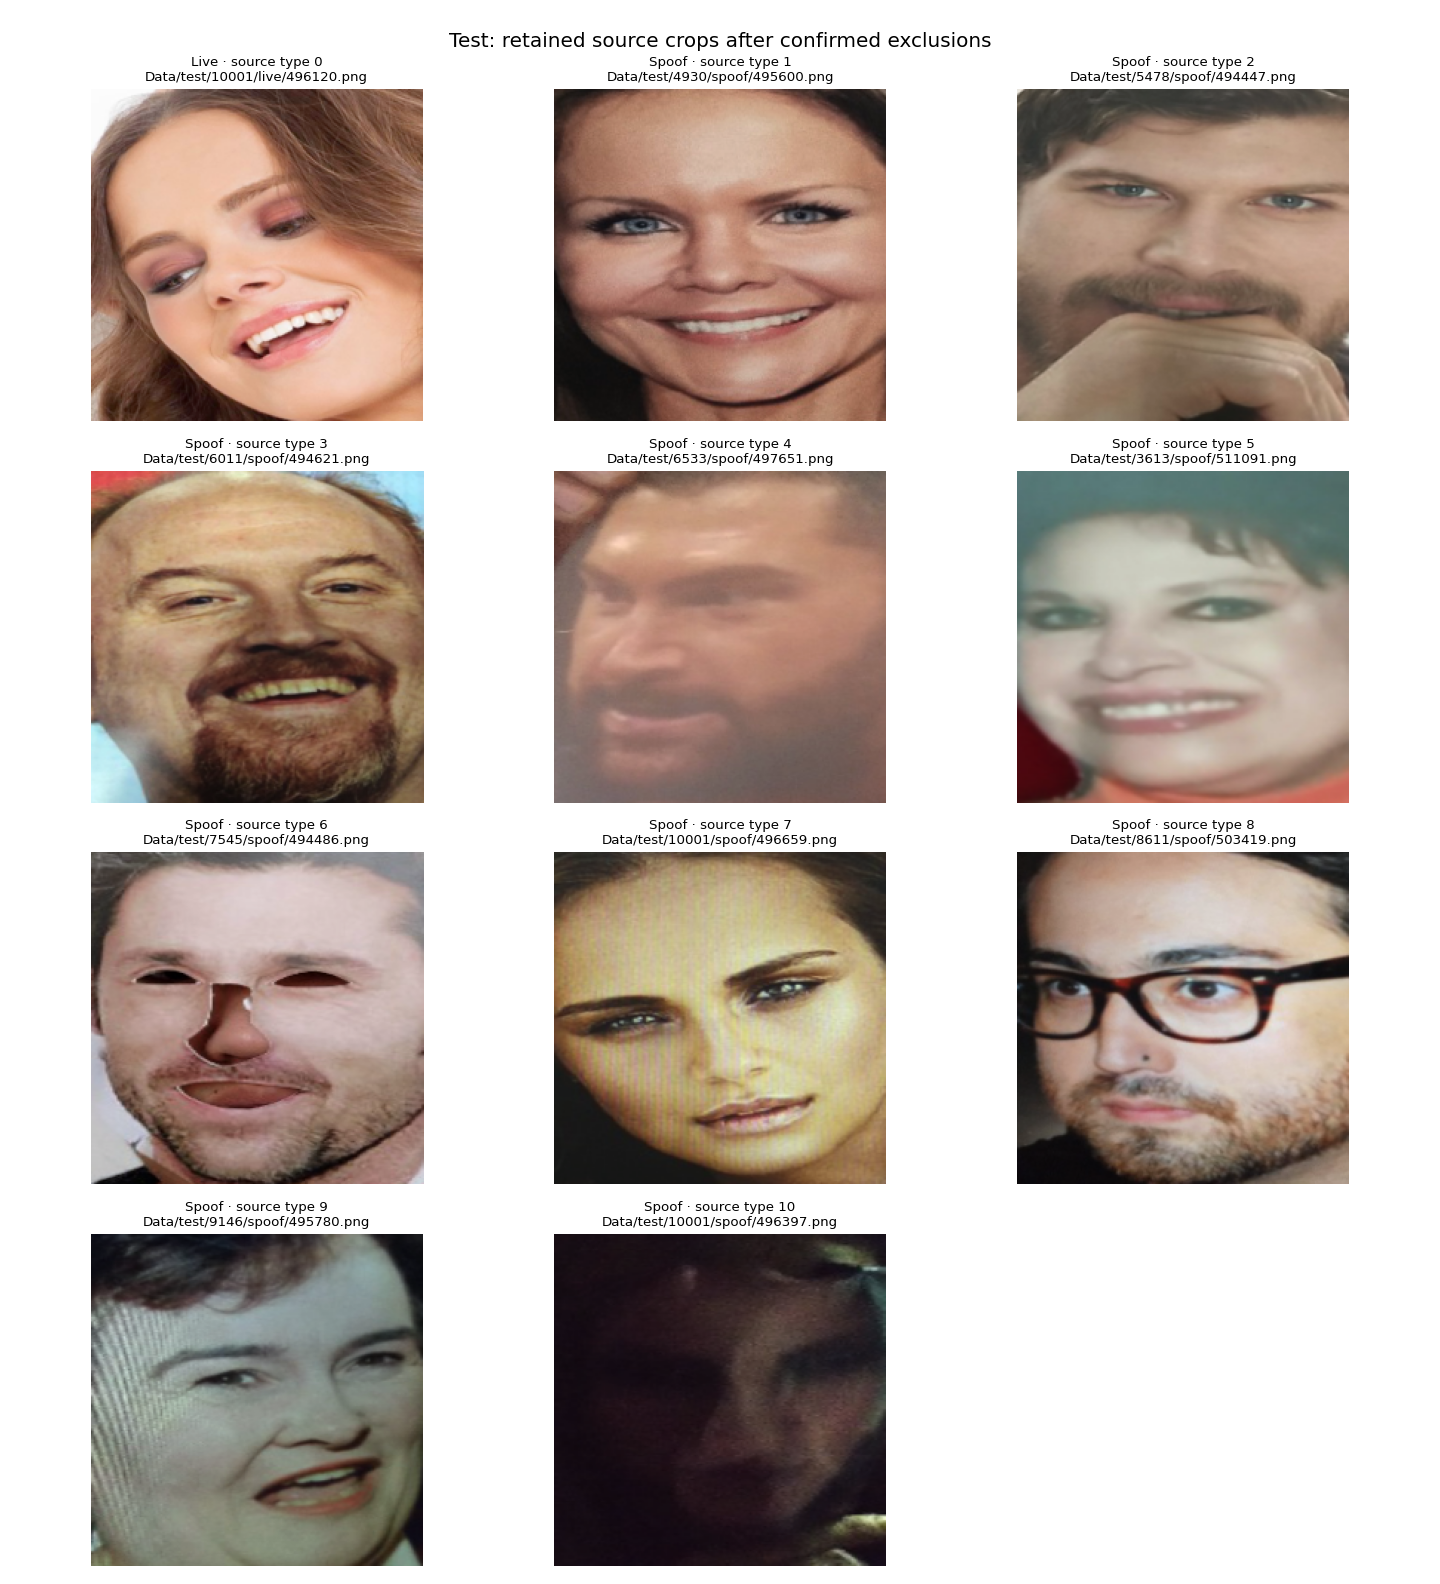 Test: retained source crops after confirmed exclusions
Live · source type 0
Data/test/10001/live/496120.png
Spoof · source type 1
Data/test/4930/spoof/495600.png
Spoof · source type 2
Data/test/5478/spoof/494447.png
Spoof · source type 3
Data/test/6011/spoof/494621.png
Spoof · source type 4
Data/test/6533/spoof/497651.png
Spoof · source type 5
Data/test/3613/spoof/511091.png
Spoof · source type 6
Data/test/7545/spoof/494486.png
Spoof · source type 7
Data/test/10001/spoof/496659.png
Spoof · source type 8
Data/test/8611/spoof/503419.png
Spoof · source type 9
Data/test/9146/spoof/495780.png
Spoof · source type 10
Data/test/10001/spoof/496397.png